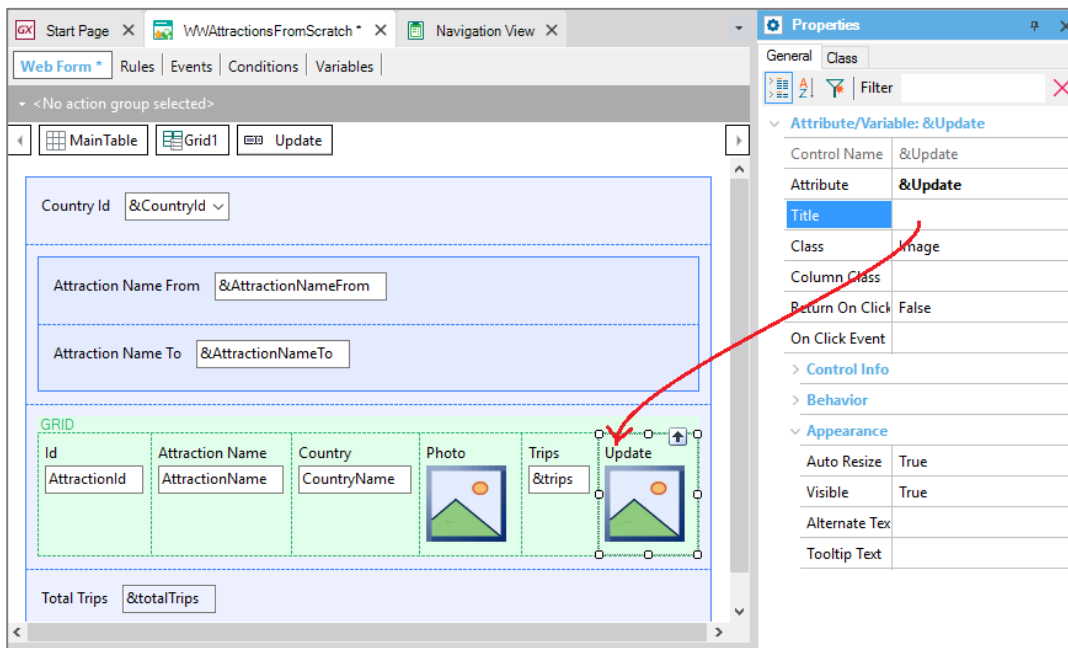 GX Start Page X WWAttractionsFromScratch * X Navigation View X
Web Form * Rules Events Conditions Variables
<No action group selected>
MainTable Grid1 Update
Country Id &CountryId
Attraction Name From &AttractionNameFrom
Attraction Name To &AttractionNameTo
GRID
Id Attraction Name Country Photo Trips Update
AttractionId AttractionName CountryName &trips
Total Trips &totalTrips
Properties
General Class
Filter
Attribute/Variable: &Update
Control Name &Update
Attribute &Update
Title
Class Image
Column Class
Return On Click False
On Click Event
Control Info
Behavior
Appearance
Auto Resize True
Visible True
Alternate Tex
Tooltip Text